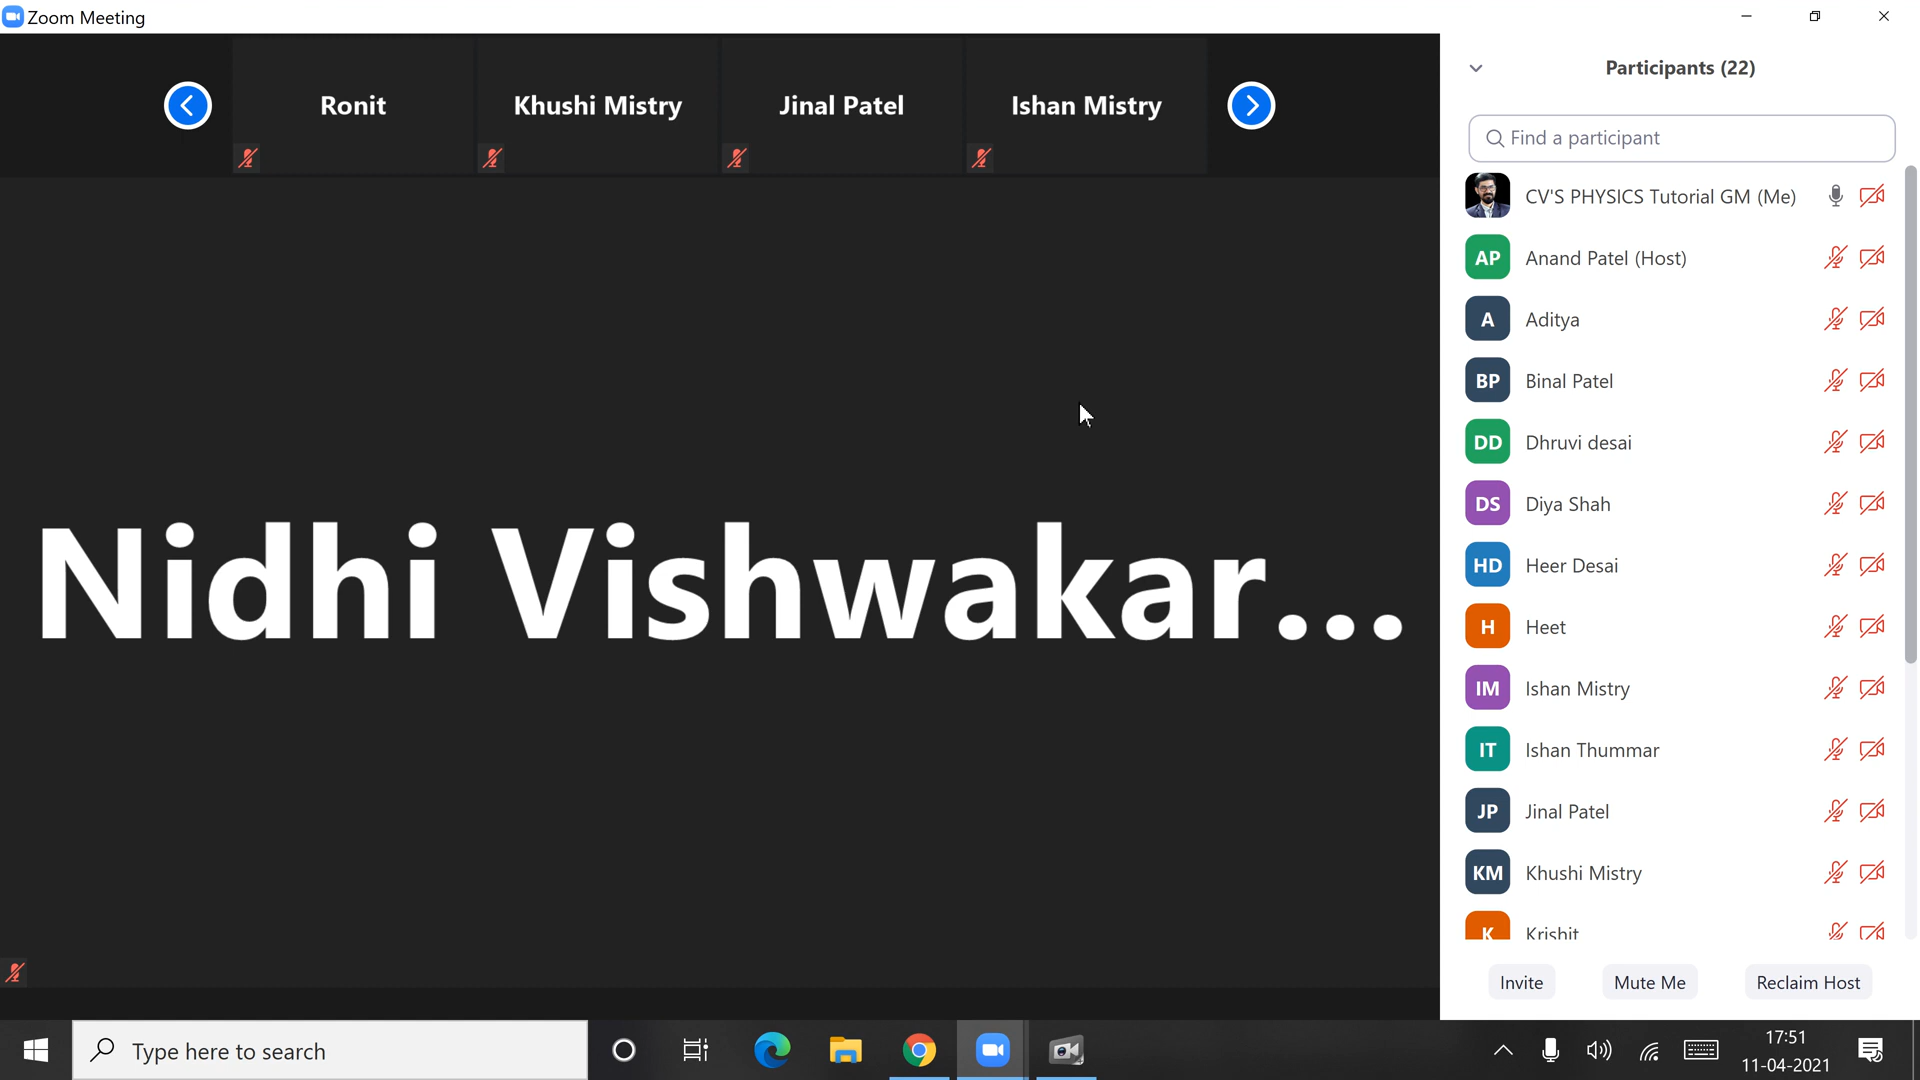 Zoom Meeting
Ronit
Khushi Mistry
Jinal Patel
Ishan Mistry
Nidhi Vishwakar...
Participants (22)
Find a participant
CV'S PHYSICS Tutorial GM (Me)
AP Anand Patel (Host)
A Aditya
BP Binal Patel
DD Dhruvi desai
DS Diya Shah
HD Heer Desai
H Heet
IM Ishan Mistry
IT Ishan Thummar
JP Jinal Patel
KM Khushi Mistry
K Krishit
Invite
Mute Me
Reclaim Host
Type here to search
17:51
11-04-2021